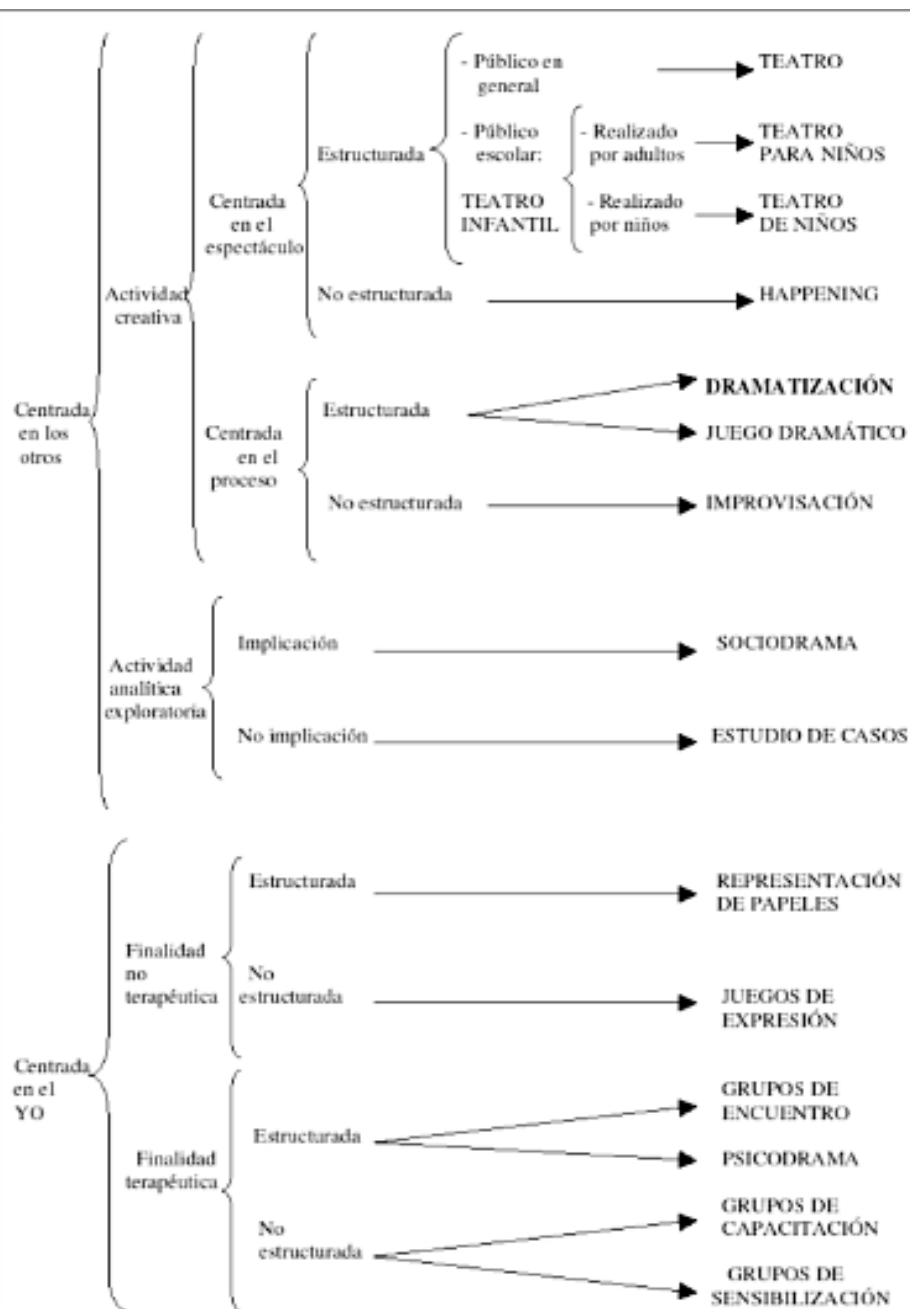 Centrada
en los
otros
Actividad
creativa
Centrada
en el
espectáculo
Estructurada
- Público en
general
TEATRO
- Público
escolar:
TEATRO
INFANTIL
- Realizado
por adultos
TEATRO
PARA NIÑOS
- Realizado
por niños
TEATRO
DE NIÑOS
No estructurada
HAPPENING
Centrada
en el
proceso
Estructurada
DRAMATIZACIÓN
JUEGO DRAMÁTICO
No estructurada
IMPROVISACIÓN
Actividad
analítica
exploratoria
Implicación
SOCIODRAMA
No implicación
ESTUDIO DE CASOS
Centrada
en el
YO
Finalidad
no
terapéutica
Estructurada
REPRESENTACIÓN
DE PAPELES
No
estructurada
JUEGOS DE
EXPRESIÓN
Finalidad
terapéutica
Estructurada
GRUPOS DE
ENCUENTRO
PSICODRAMA
No
estructurada
GRUPOS DE
CAPACITACIÓN
GRUPOS DE
SENSIBILIZACIÓN